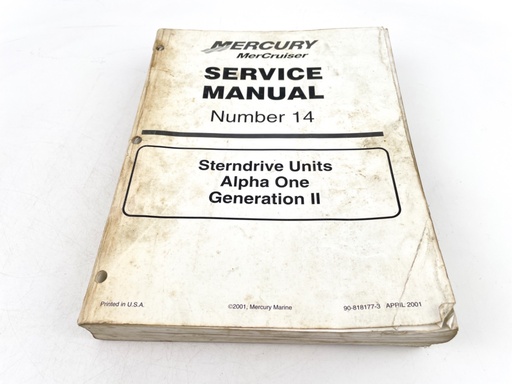 MERCURY
MerCruiser
SERVICE
MANUAL
Number 14
Sterndrive Units
Alpha One
Generation II
Printed in U.S.A. ©2001, Mercury Marine 90-818177-3 APRIL 2001